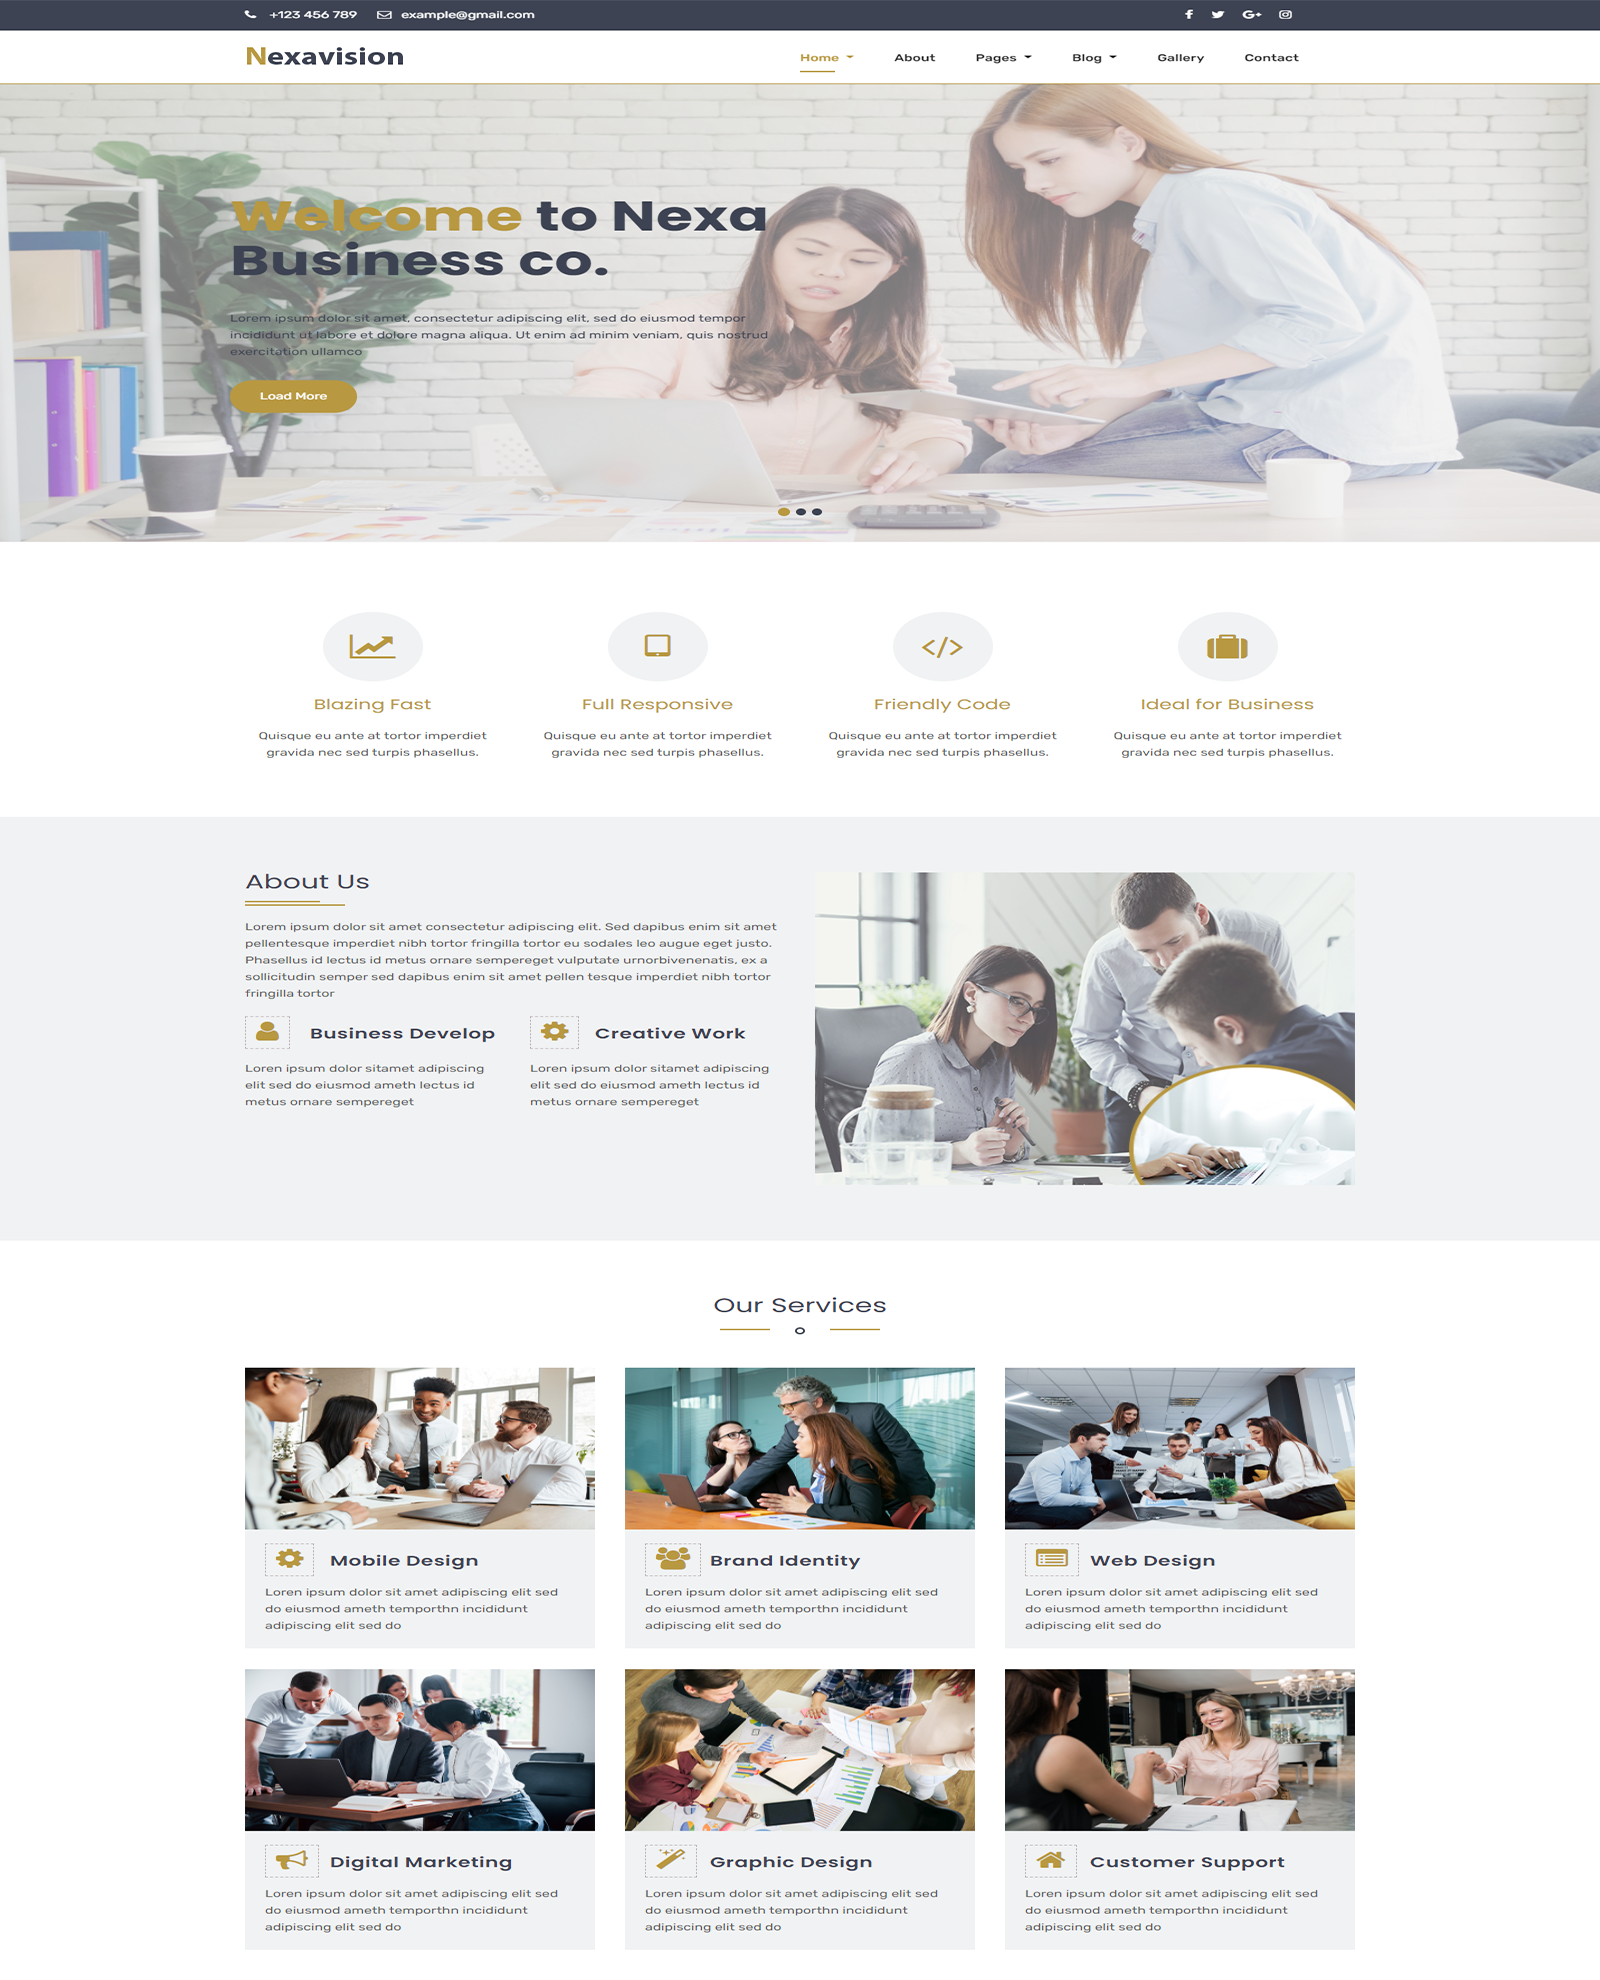 +123 456 789 example@gmail.com
Nexavision Home About Pages Blog Gallery Contact
Welcome to Nexa
Business co.
Lorem ipsum dolor sit amet, consectetur adipiscing elit, sed do eiusmod tempor
incididunt ut labore et dolore magna aliqua. Ut enim ad minim veniam, quis nostrud
exercitation ullamco
Load More
Blazing Fast
Quisque eu ante at tortor imperdiet
gravida nec sed turpis phasellus.
Full Responsive
Quisque eu ante at tortor imperdiet
gravida nec sed turpis phasellus.
Friendly Code
Quisque eu ante at tortor imperdiet
gravida nec sed turpis phasellus.
Ideal for Business
Quisque eu ante at tortor imperdiet
gravida nec sed turpis phasellus.
About Us
Lorem ipsum dolor sit amet consectetur adipiscing elit. Sed dapibus enim sit amet
pellentesque imperdiet nibh tortor fringilla tortor eu sodales leo augue eget justo.
Phasellus id lectus id metus ornare sempereget vulputate urnorbivenenatis, ex a
sollicitudin semper sed dapibus enim sit amet pellen tesque imperdiet nibh tortor
fringilla tortor
Business Develop
Loren ipsum dolor sitamet adipiscing
elit sed do eiusmod ameth lectus id
metus ornare sempereget
Creative Work
Loren ipsum dolor sitamet adipiscing
elit sed do eiusmod ameth lectus id
metus ornare sempereget
Our Services
Mobile Design
Loren ipsum dolor sit amet adipiscing elit sed
do eiusmod ameth temporthn incididunt
adipiscing elit sed do
Brand Identity
Loren ipsum dolor sit amet adipiscing elit sed
do eiusmod ameth temporthn incididunt
adipiscing elit sed do
Web Design
Loren ipsum dolor sit amet adipiscing elit sed
do eiusmod ameth temporthn incididunt
adipiscing elit sed do
Digital Marketing
Loren ipsum dolor sit amet adipiscing elit sed
do eiusmod ameth temporthn incididunt
adipiscing elit sed do
Graphic Design
Loren ipsum dolor sit amet adipiscing elit sed
do eiusmod ameth temporthn incididunt
adipiscing elit sed do
Customer Support
Loren ipsum dolor sit amet adipiscing elit sed
do eiusmod ameth temporthn incididunt
adipiscing elit sed do